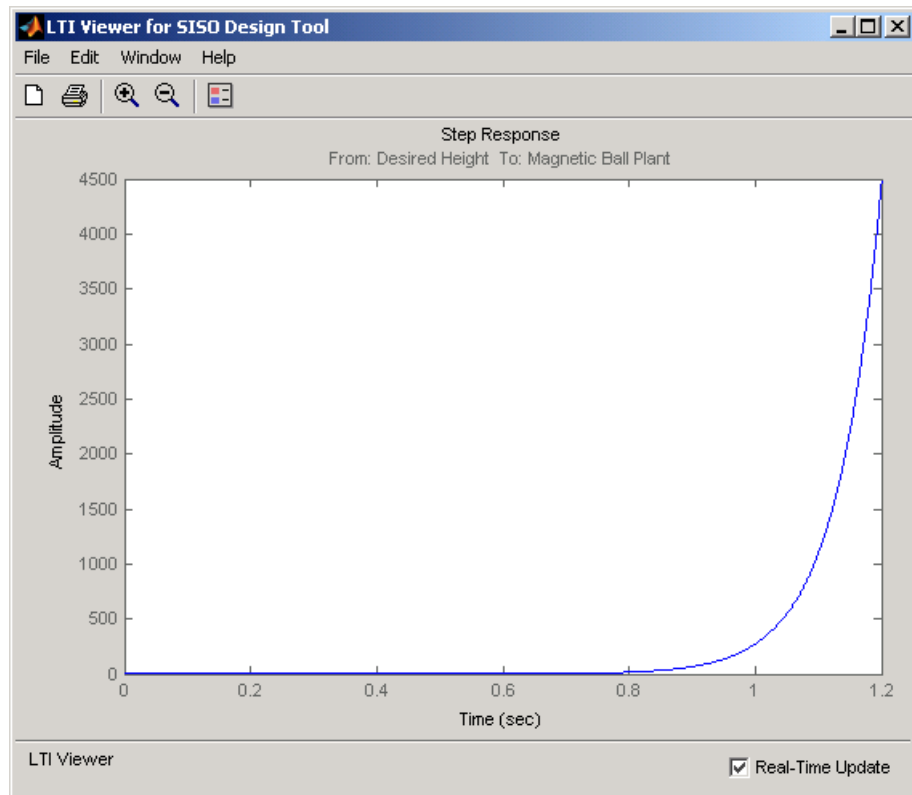 LTI Viewer for SISO Design Tool
File Edit Window Help
Step Response
From: Desired Height To: Magnetic Ball Plant
4500
4000
3500
3000
2500
2000
1500
1000
500
0
Amplitude
0 0.2 0.4 0.6 0.8 1 1.2
Time (sec)
LTI Viewer
Real-Time Update